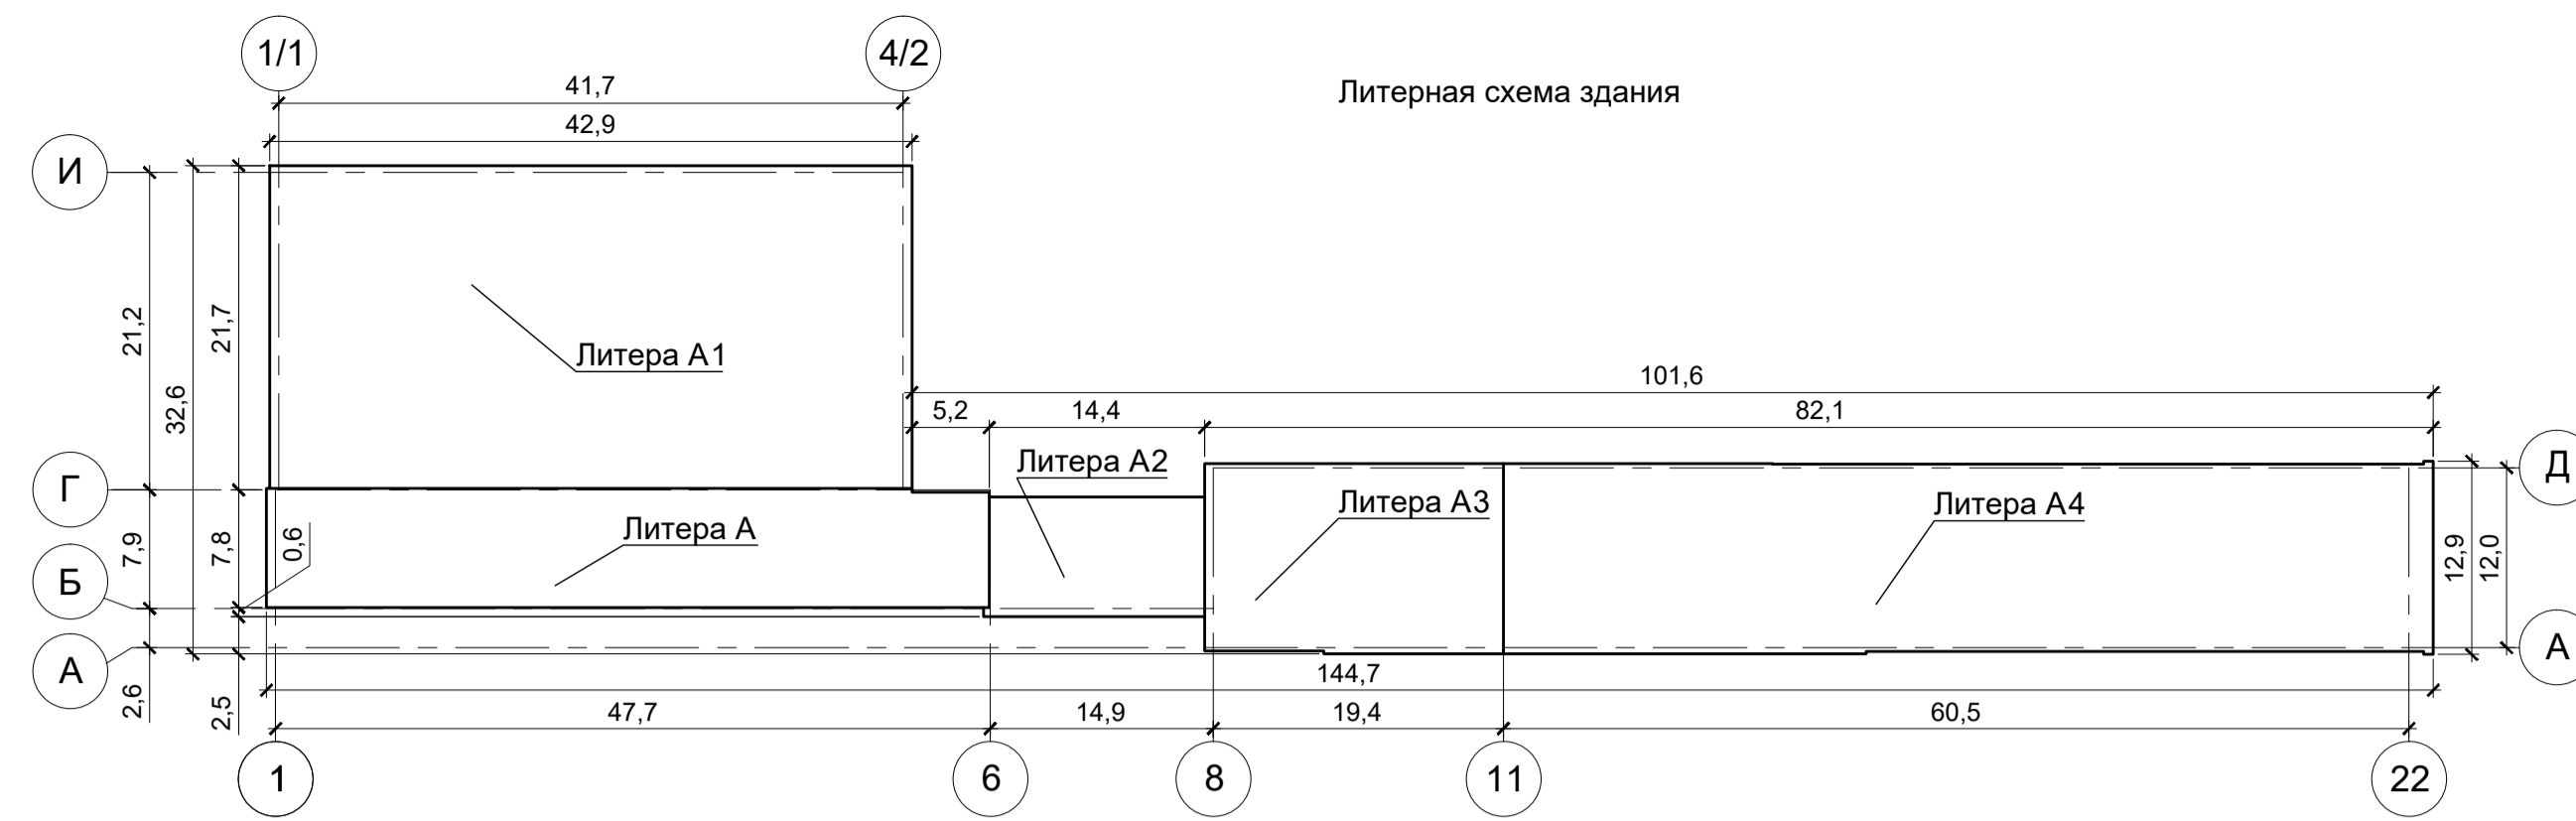 1/1
4/2
41,7
Литерная схема здания
42,9
И
21,2
21,7
Литера А1
32,6
101,6
5,2
14,4
82,1
Литера А2
Д
Г
Литера А3
Литера А4
Литера А
7,9
7,8
0,6
12,9
12,0
Б
А
А
144,7
2,6
2,5
47,7
14,9
19,4
60,5
1
6
8
11
22